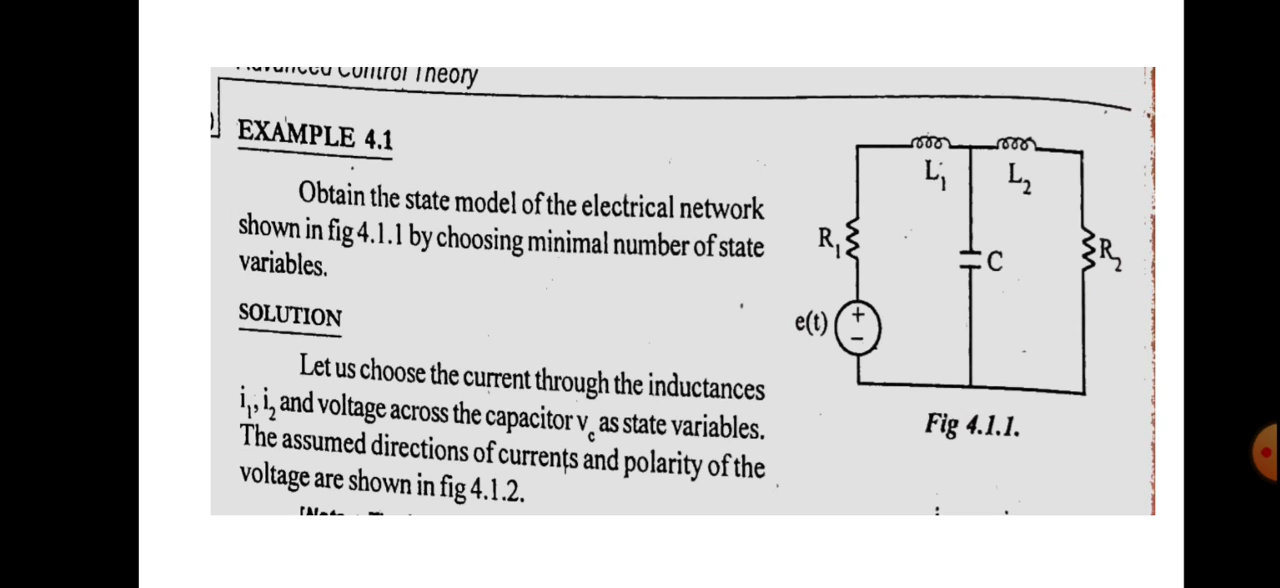 Control Theory
EXAMPLE 4.1
Obtain the state model of the electrical network
shown in fig 4.1.1 by choosing minimal number of state
variables.
SOLUTION
Let us choose the current through the inductances
i₁, i₂ and voltage across the capacitor v_c as state variables.
The assumed directions of currents and polarity of the
voltage are shown in fig 4.1.2.
L₁ L₂
R₁
C
R₂
e(t)
+
−
Fig 4.1.1.